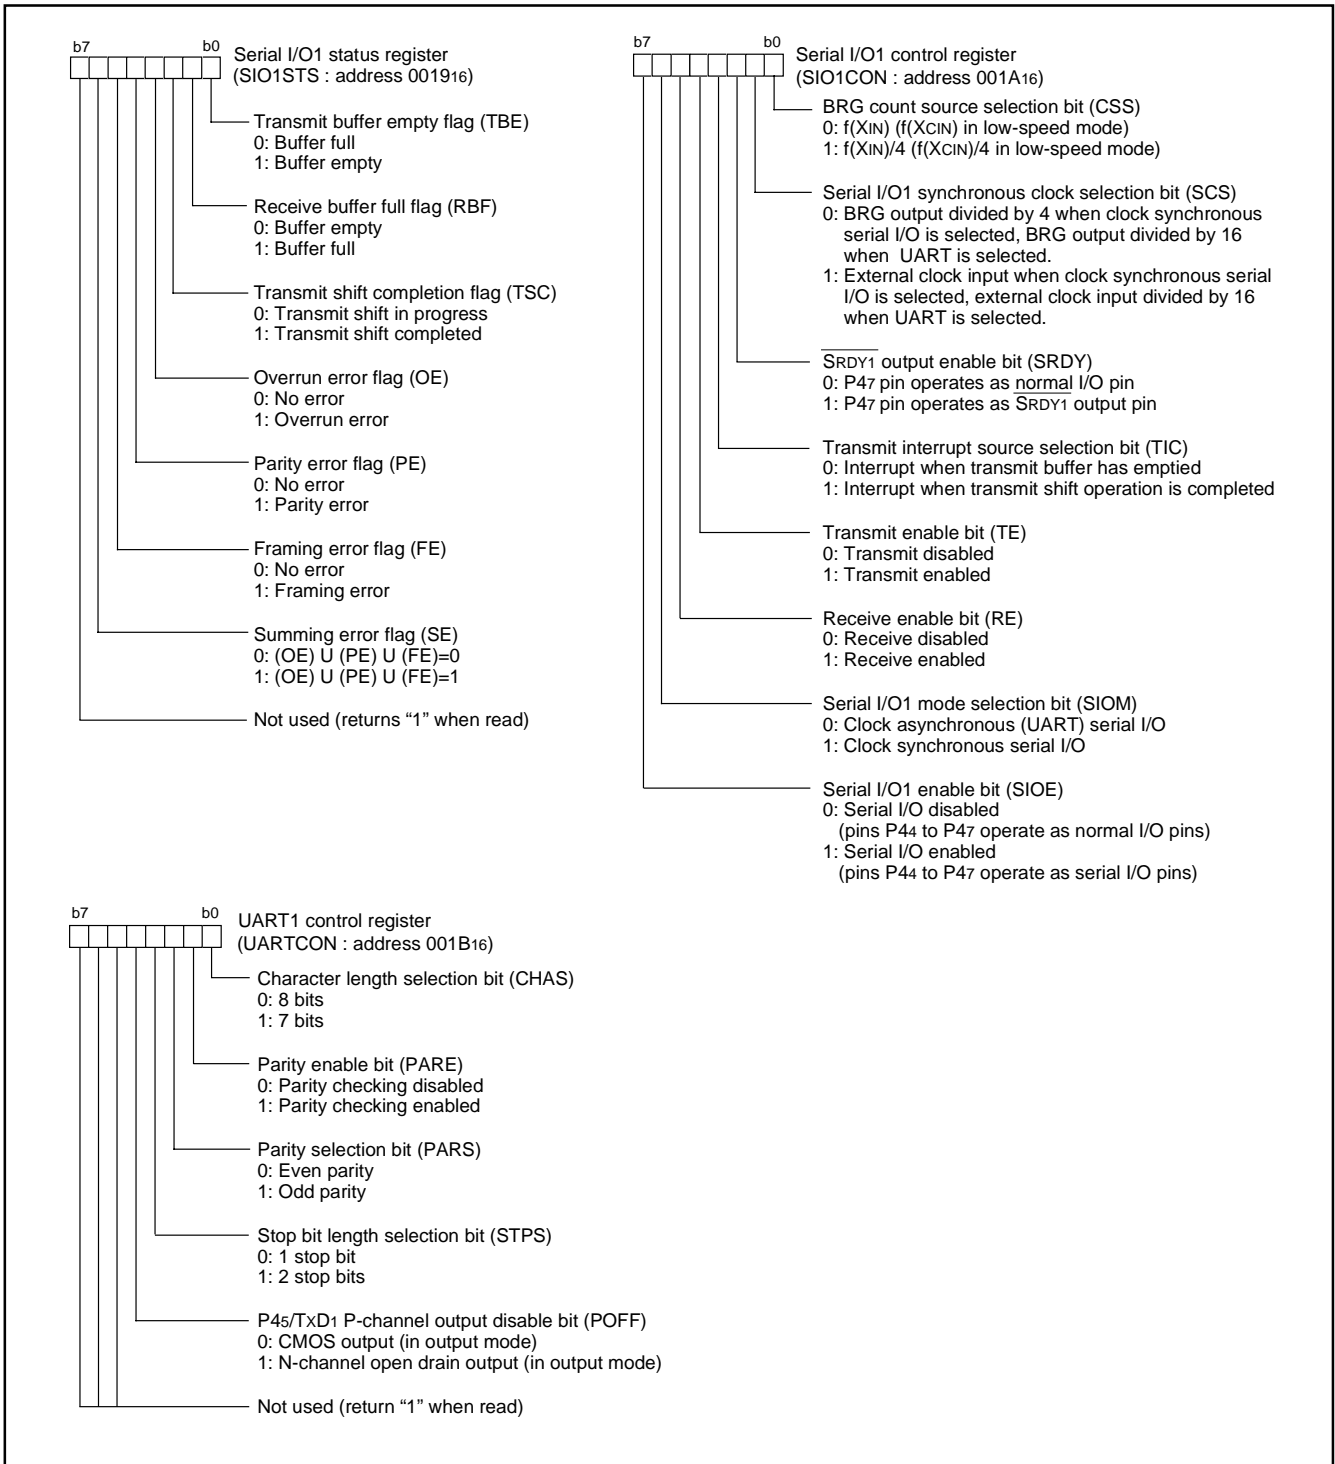 b7 b0
Serial I/O1 status register
(SIO1STS : address 001916)
Transmit buffer empty flag (TBE)
0: Buffer full
1: Buffer empty
Receive buffer full flag (RBF)
0: Buffer empty
1: Buffer full
Transmit shift completion flag (TSC)
0: Transmit shift in progress
1: Transmit shift completed
Overrun error flag (OE)
0: No error
1: Overrun error
Parity error flag (PE)
0: No error
1: Parity error
Framing error flag (FE)
0: No error
1: Framing error
Summing error flag (SE)
0: (OE) U (PE) U (FE)=0
1: (OE) U (PE) U (FE)=1
Not used (returns “1” when read)
b7 b0
Serial I/O1 control register
(SIO1CON : address 001A16)
BRG count source selection bit (CSS)
0: f(XIN) (f(XCIN) in low-speed mode)
1: f(XIN)/4 (f(XCIN)/4 in low-speed mode)
Serial I/O1 synchronous clock selection bit (SCS)
0: BRG output divided by 4 when clock synchronous
serial I/O is selected, BRG output divided by 16
when UART is selected.
1: External clock input when clock synchronous serial
I/O is selected, external clock input divided by 16
when UART is selected.
SRDY1 output enable bit (SRDY)
0: P47 pin operates as normal I/O pin
1: P47 pin operates as SRDY1 output pin
Transmit interrupt source selection bit (TIC)
0: Interrupt when transmit buffer has emptied
1: Interrupt when transmit shift operation is completed
Transmit enable bit (TE)
0: Transmit disabled
1: Transmit enabled
Receive enable bit (RE)
0: Receive disabled
1: Receive enabled
Serial I/O1 mode selection bit (SIOM)
0: Clock asynchronous (UART) serial I/O
1: Clock synchronous serial I/O
Serial I/O1 enable bit (SIOE)
0: Serial I/O disabled
(pins P44 to P47 operate as normal I/O pins)
1: Serial I/O enabled
(pins P44 to P47 operate as serial I/O pins)
b7 b0
UART1 control register
(UARTCON : address 001B16)
Character length selection bit (CHAS)
0: 8 bits
1: 7 bits
Parity enable bit (PARE)
0: Parity checking disabled
1: Parity checking enabled
Parity selection bit (PARS)
0: Even parity
1: Odd parity
Stop bit length selection bit (STPS)
0: 1 stop bit
1: 2 stop bits
P45/TXD1 P-channel output disable bit (POFF)
0: CMOS output (in output mode)
1: N-channel open drain output (in output mode)
Not used (return “1” when read)